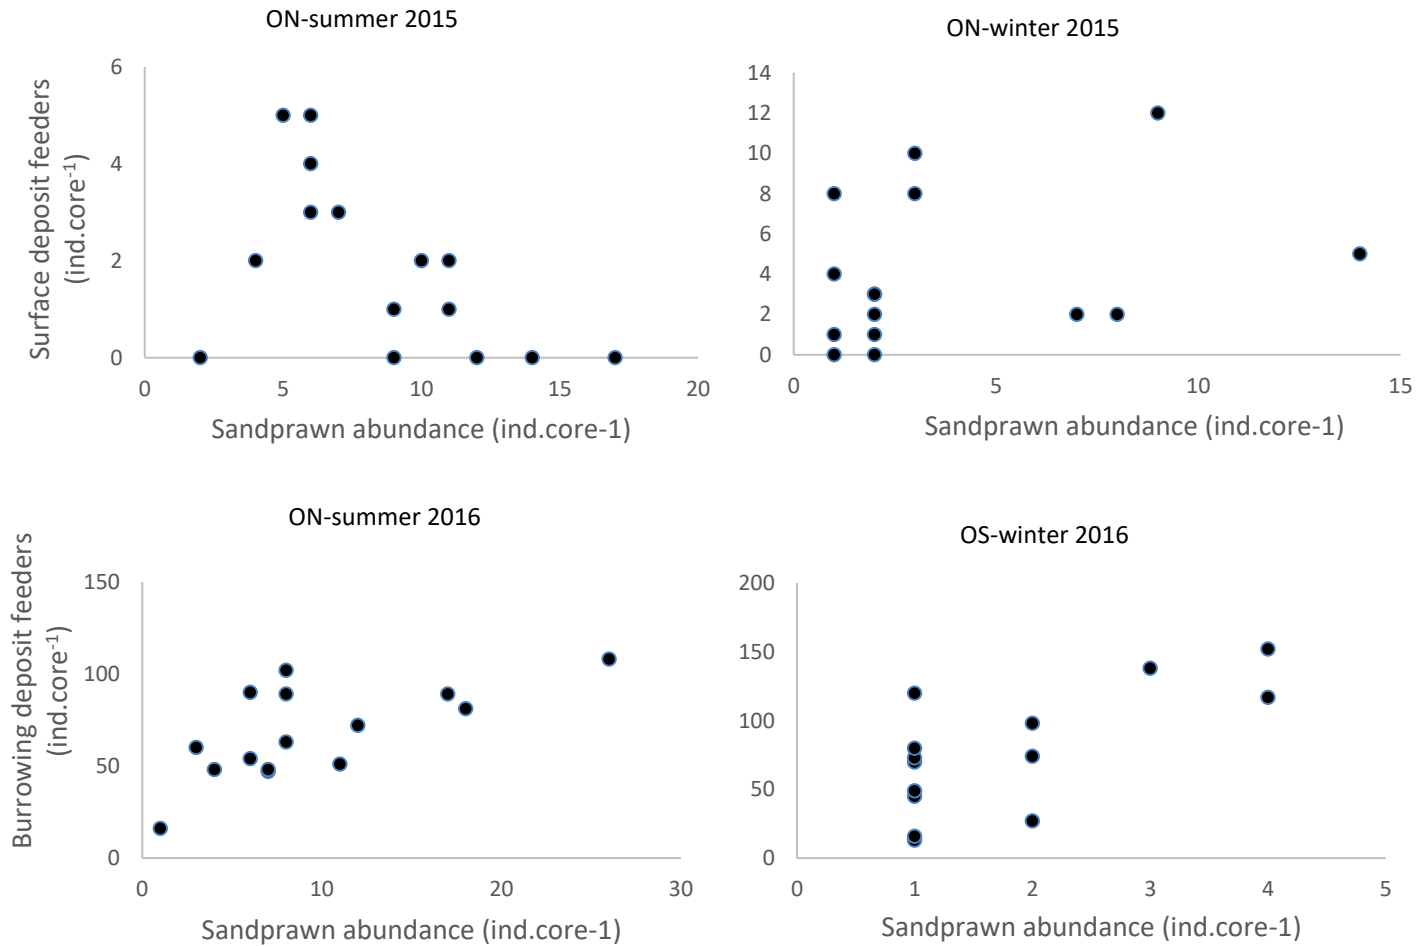 ON-summer 2015
Surface deposit feeders
(ind.core-1)
6
4
2
0
0 5 10 15 20
Sandprawn abundance (ind.core-1)
ON-winter 2015
14
12
10
8
6
4
2
0
0 5 10 15
Sandprawn abundance (ind.core-1)
ON-summer 2016
Burrowing deposit feeders
(ind.core-1)
150
100
50
0
0 10 20 30
Sandprawn abundance (ind.core-1)
OS-winter 2016
200
150
100
50
0
0 1 2 3 4 5
Sandprawn abundance (ind.core-1)